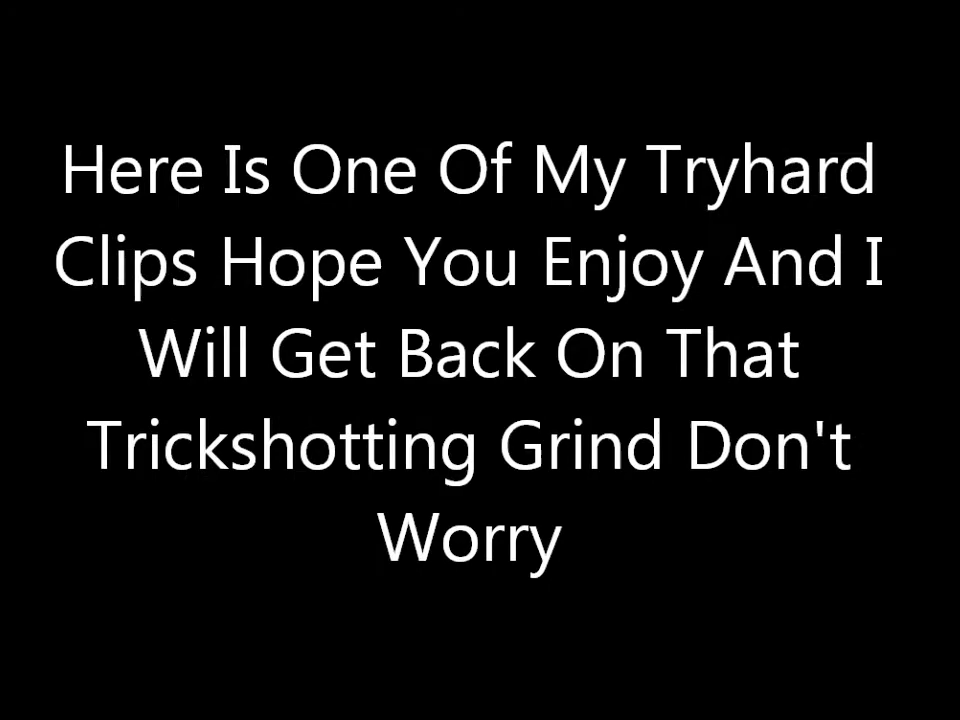 Here Is One Of My Tryhard
Clips Hope You Enjoy And I
Will Get Back On That
Trickshotting Grind Don't
Worry